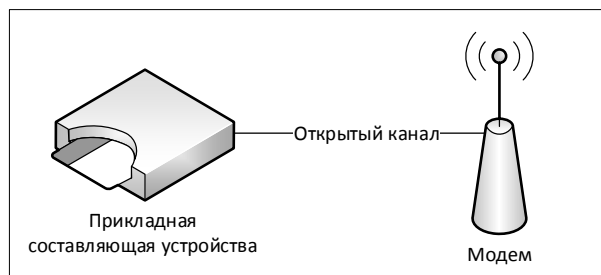 Открытый канал
Прикладная
составляющая устройства
Модем